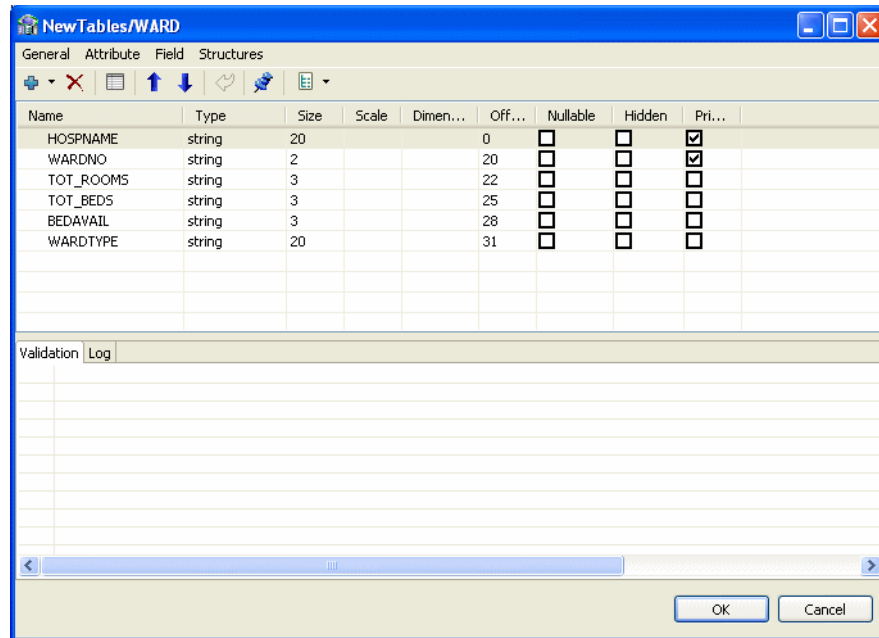 NewTables/WARD
General Attribute Field Structures
Name Type Size Scale Dimen... Off... Nullable Hidden Pri...
HOSPNAME string 20 0
WARDNO string 2 20
TOT_ROOMS string 3 22
TOT_BEDS string 3 25
BEDAVAIL string 3 28
WARDTYPE string 20 31
Validation Log
OK Cancel